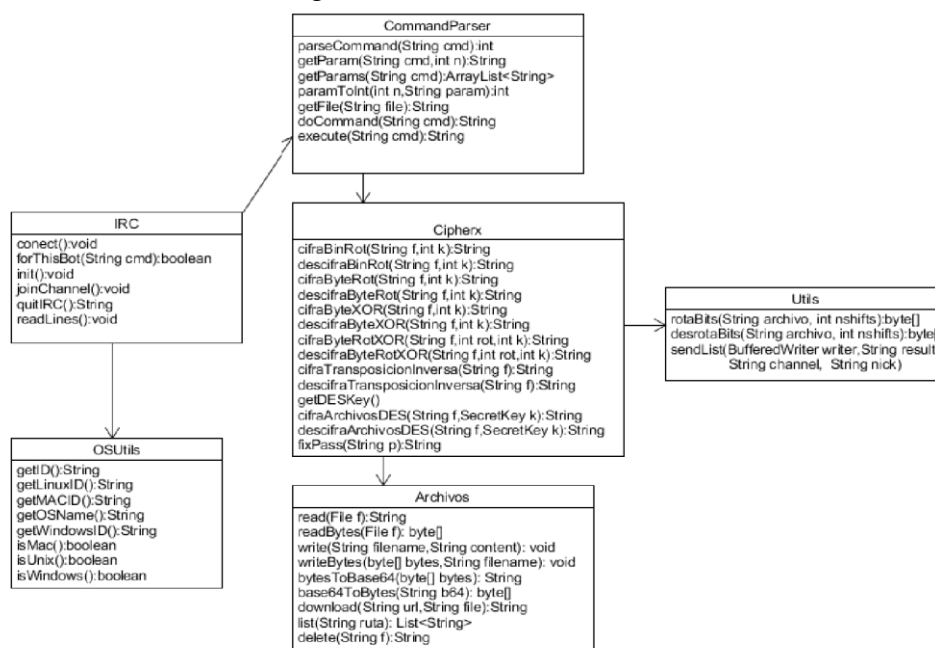 CommandParser
parseCommand(String cmd):int
getParam(String cmd,int n):String
getParams(String cmd):ArrayList<String>
paramToInt(int n,String param):int
getFile(String file):String
doCommand(String cmd):String
execute(String cmd):String
IRC
conect():void
forThisBot(String cmd):boolean
init():void
joinChannel():void
quitIRC():String
readLines():void
Cipherx
cifraBinRot(String f,int k):String
descifraBinRot(String f,int k):String
cifraByteRot(String f,int k):String
descifraByteRot(String f,int k):String
cifraByteXOR(String f,int k):String
descifraByteXOR(String f,int k):String
cifraByteRotXOR(String f,int rot,int k):String
descifraByteRotXOR(String f,int rot,int k):String
cifraTransposicionInversa(String f):String
descifraTransposicionInversa(String f):String
getDESKey()
cifraArchivosDES(String f,SecretKey k):String
descifraArchivosDES(String f,SecretKey k):String
fixPass(String p):String
Utils
rotaBits(String archivo, int nshifts):byte[]
desrotaBits(String archivo, int nshifts):byte[
sendList(BufferedWriter writer,String result
String channel, String nick)
OSUtils
getID():String
getLinuxID():String
getMACID():String
getOSName():String
getWindowsID():String
isMac():boolean
isUnix():boolean
isWindows():boolean
Archivos
read(File f):String
readBytes(File f): byte[]
write(String filename,String content): void
writeBytes(byte[] bytes,String filename): void
bytesToBase64(byte[] bytes): String
base64ToBytes(String b64): byte[]
download(String url,String file):String
list(String ruta): List<String>
delete(String f):String